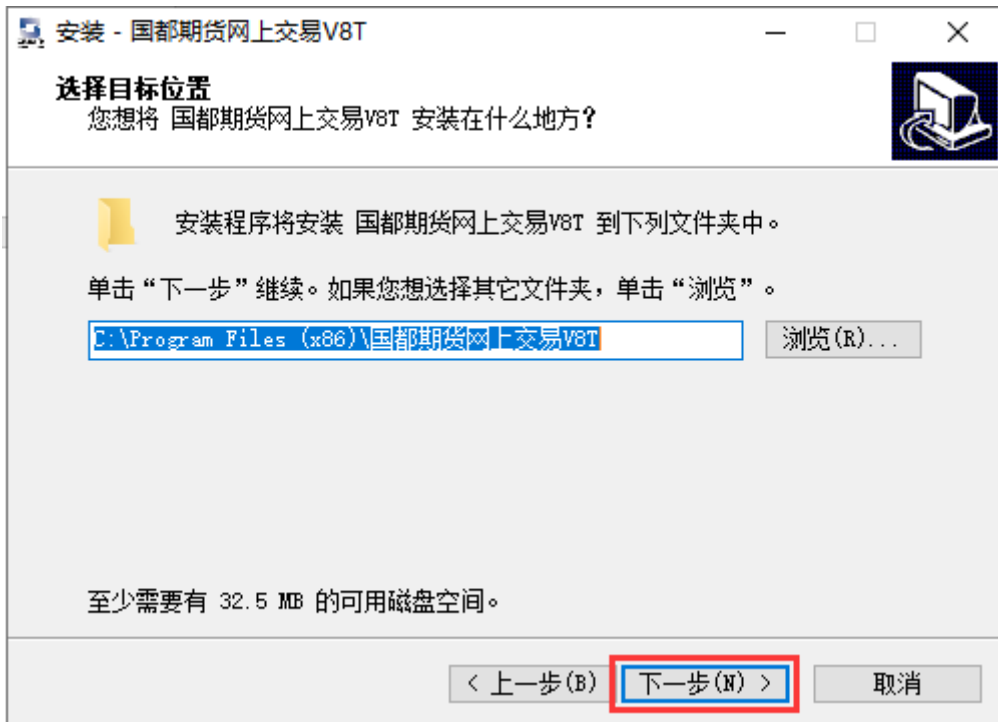 安装 - 国都期货网上交易V8T
选择目标位置
您想将 国都期货网上交易V8T 安装在什么地方?
安装程序将安装 国都期货网上交易V8T 到下列文件夹中。
单击“下一步”继续。如果您想选择其它文件夹，单击“浏览”。
C:\Program Files (x86)\国都期货网上交易V8T
浏览(R)...
至少需要有 32.5 MB 的可用磁盘空间。
< 上一步(B) 下一步(N) > 取消